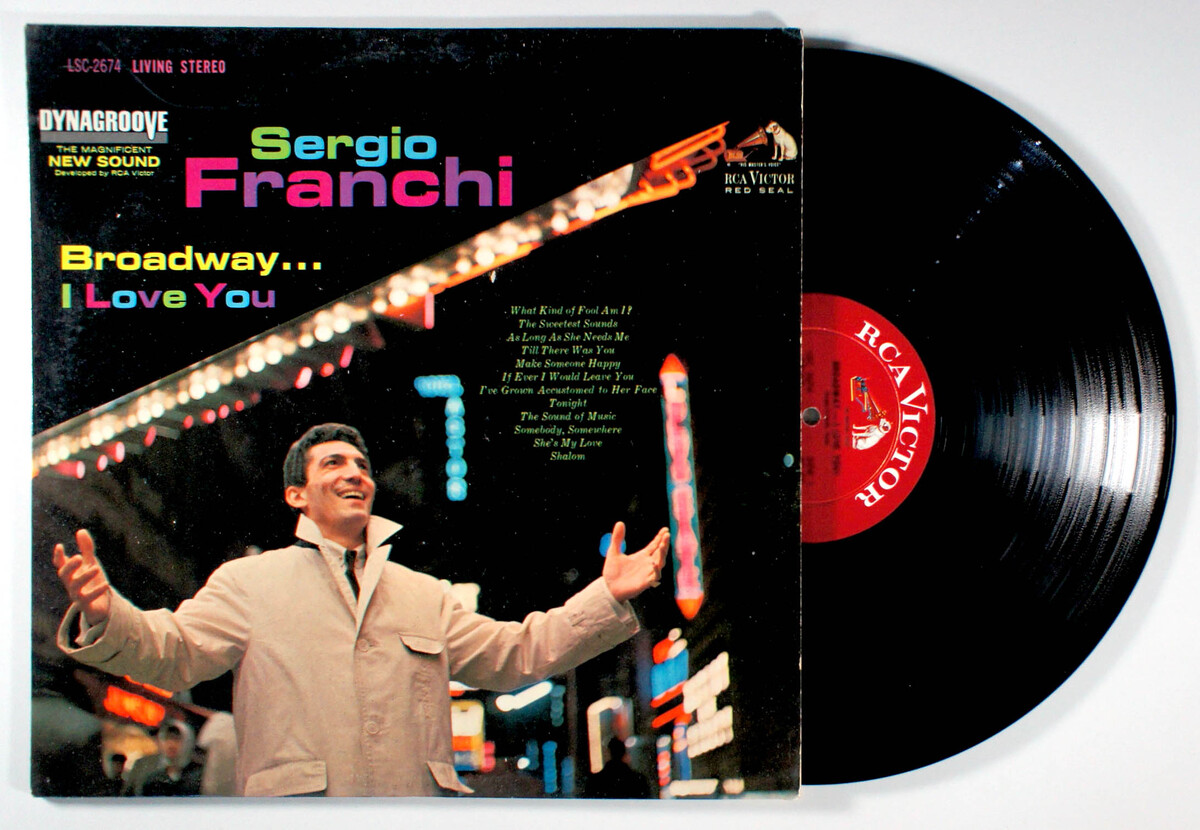 LSC-2674 LIVING STEREO
DYNAGROOVE
THE MAGNIFICENT
NEW SOUND
Developed by RCA Victor
Sergio
Franchi
"HIS MASTER'S VOICE"
RCA VICTOR
RED SEAL
Broadway...
I Love You
What Kind of Fool Am I?
The Sweetest Sounds
As Long As She Needs Me
Till There Was You
Make Someone Happy
If Ever I Would Leave You
I've Grown Accustomed to Her Face
Tonight
The Sound of Music
Somebody, Somewhere
She's My Love
Shalom
RCA VICTOR